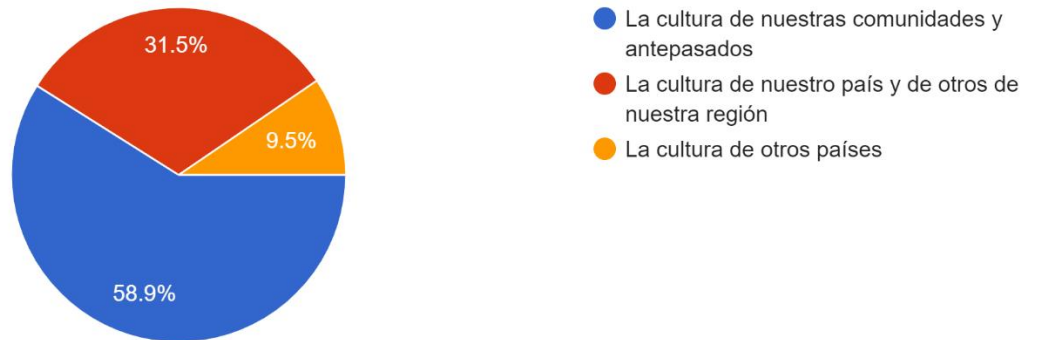 31.5%
9.5%
58.9%
La cultura de nuestras comunidades y
antepasados
La cultura de nuestro país y de otros de
nuestra región
La cultura de otros países